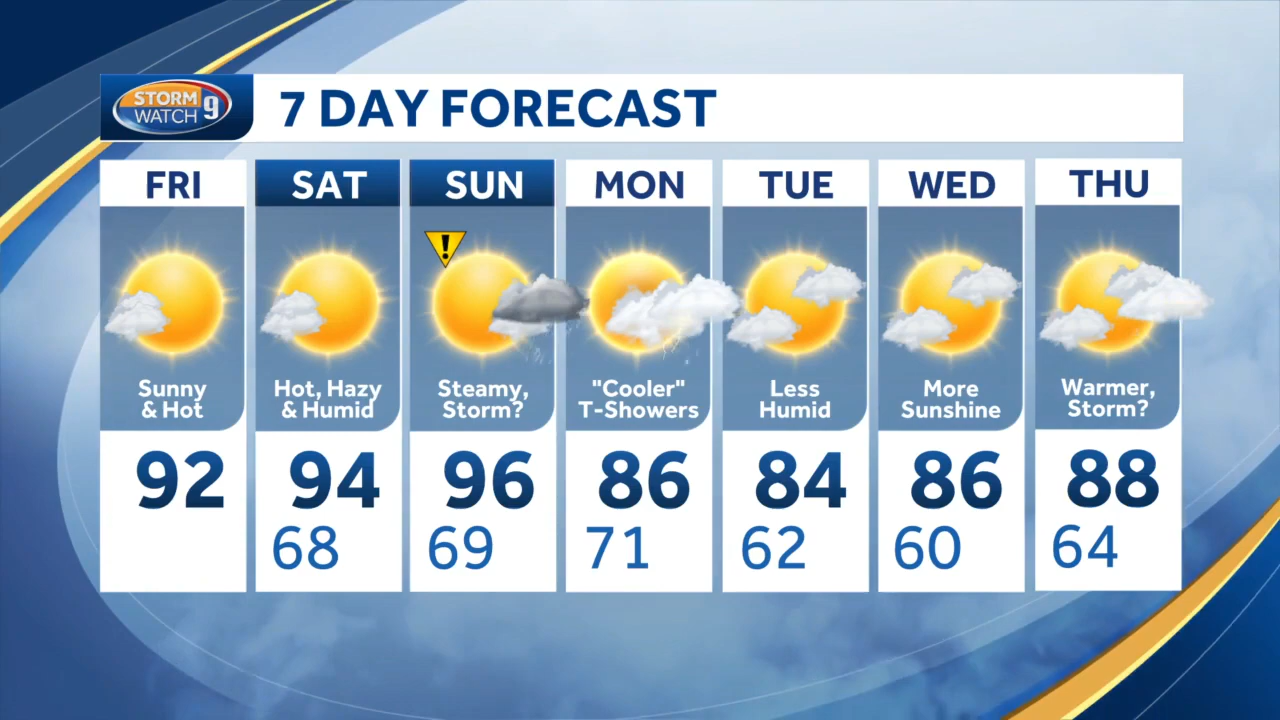 STORM
WATCH 9
7 DAY FORECAST
FRI
SAT
SUN
MON
TUE
WED
THU
!
Sunny
& Hot
Hot, Hazy
& Humid
Steamy,
Storm?
"Cooler"
T-Showers
Less
Humid
More
Sunshine
Warmer,
Storm?
92
94
96
86
84
86
88
68
69
71
62
60
64